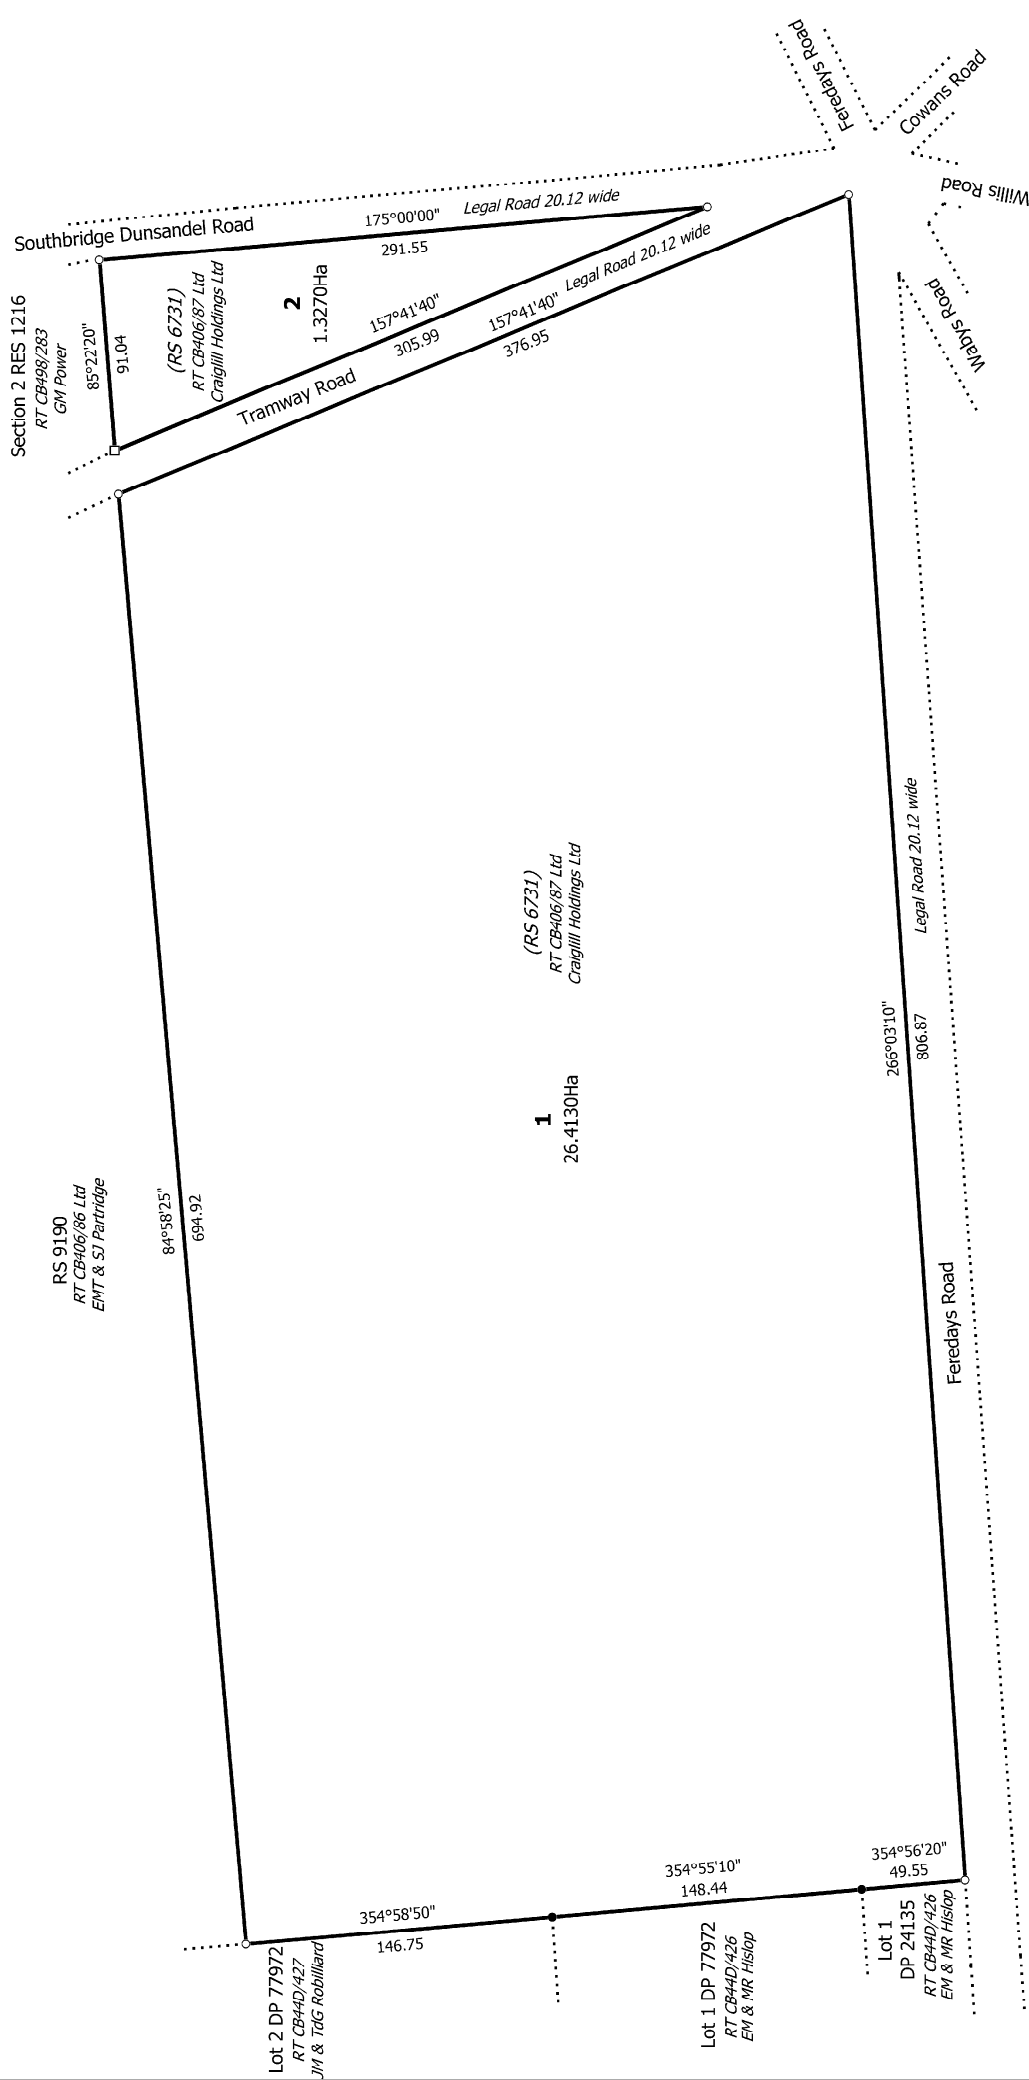 Feredays Road
Cowans Road
Willis Road
Wabys Road
Southbridge Dunsandel Road
175°00'00"
291.55
Legal Road 20.12 wide
Section 2 RES 1216
RT CB498/283
GM Power
85°22'20"
91.04
(RS 6731)
RT CB406/87 Ltd
Craiglill Holdings Ltd
2
1.3270Ha
157°41'40"
305.99
Tramway Road
157°41'40"
376.95
Legal Road 20.12 wide
(RS 6731)
RT CB406/87 Ltd
Craiglill Holdings Ltd
1
26.4130Ha
Legal Road 20.12 wide
266°03'10"
806.87
Feredays Road
RS 9190
RT CB406/86 Ltd
EMT & SJ Partridge
84°58'25"
694.92
354°58'50"
146.75
354°55'10"
148.44
354°56'20"
49.55
Lot 2 DP 77972
RT CB44D/427
JM & TdG Robilliard
Lot 1 DP 77972
RT CB44D/426
EM & MR Hislop
Lot 1
DP 24135
RT CB44D/426
EM & MR Hislop